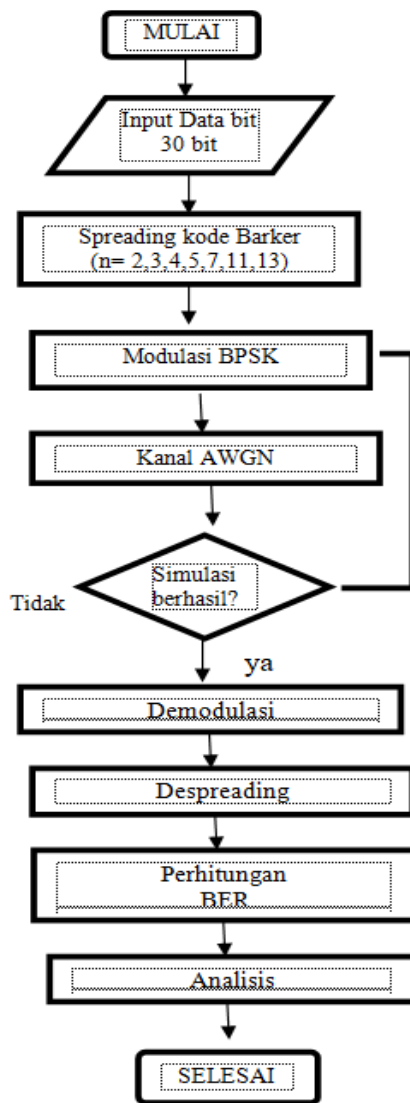 MULAI
Input Data bit
30 bit
Spreading kode Barker
(n= 2,3,4,5,7,11,13)
Modulasi BPSK
Kanal AWGN
Simulasi
berhasil?
Tidak
ya
Demodulasi
Despreading
Perhitungan
BER
Analisis
SELESAI